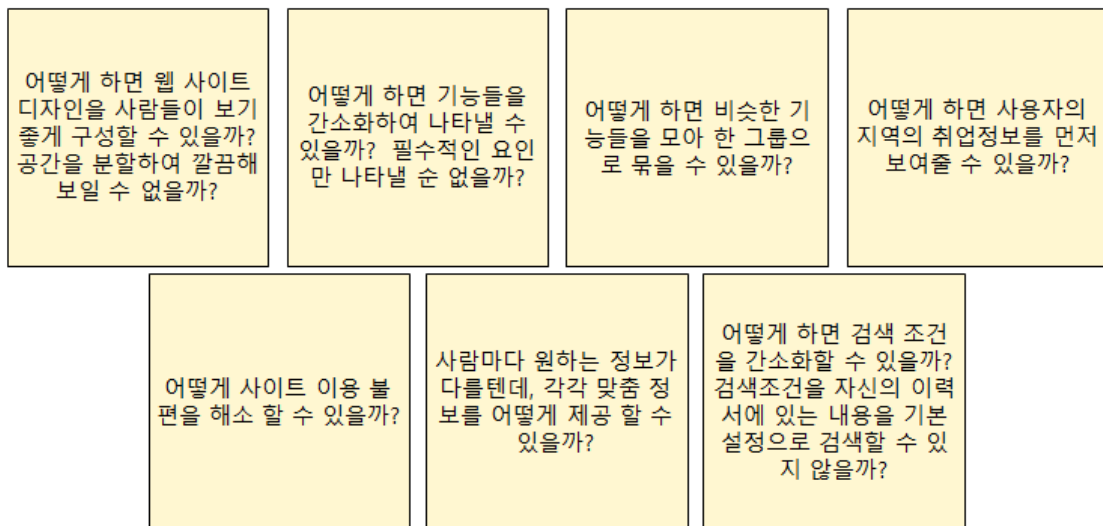 어떻게 하면 웹 사이트
디자인을 사람들이 보기
좋게 구성할 수 있을까?
공간을 분할하여 깔끔해
보일 수 없을까?
어떻게 하면 기능들을
간소화하여 나타낼 수
있을까? 필수적인 요인
만 나타낼 순 없을까?
어떻게 하면 비슷한 기
능들을 모아 한 그룹으
로 묶을 수 있을까?
어떻게 하면 사용자의
지역의 취업정보를 먼저
보여줄 수 있을까?
어떻게 사이트 이용 불
편을 해소 할 수 있을까?
사람마다 원하는 정보가
다를텐데, 각각 맞춤 정
보를 어떻게 제공 할 수
있을까?
어떻게 하면 검색 조건
을 간소화할 수 있을까?
검색조건을 자신의 이력
서에 있는 내용을 기본
설정으로 검색할 수 있
지 않을까?